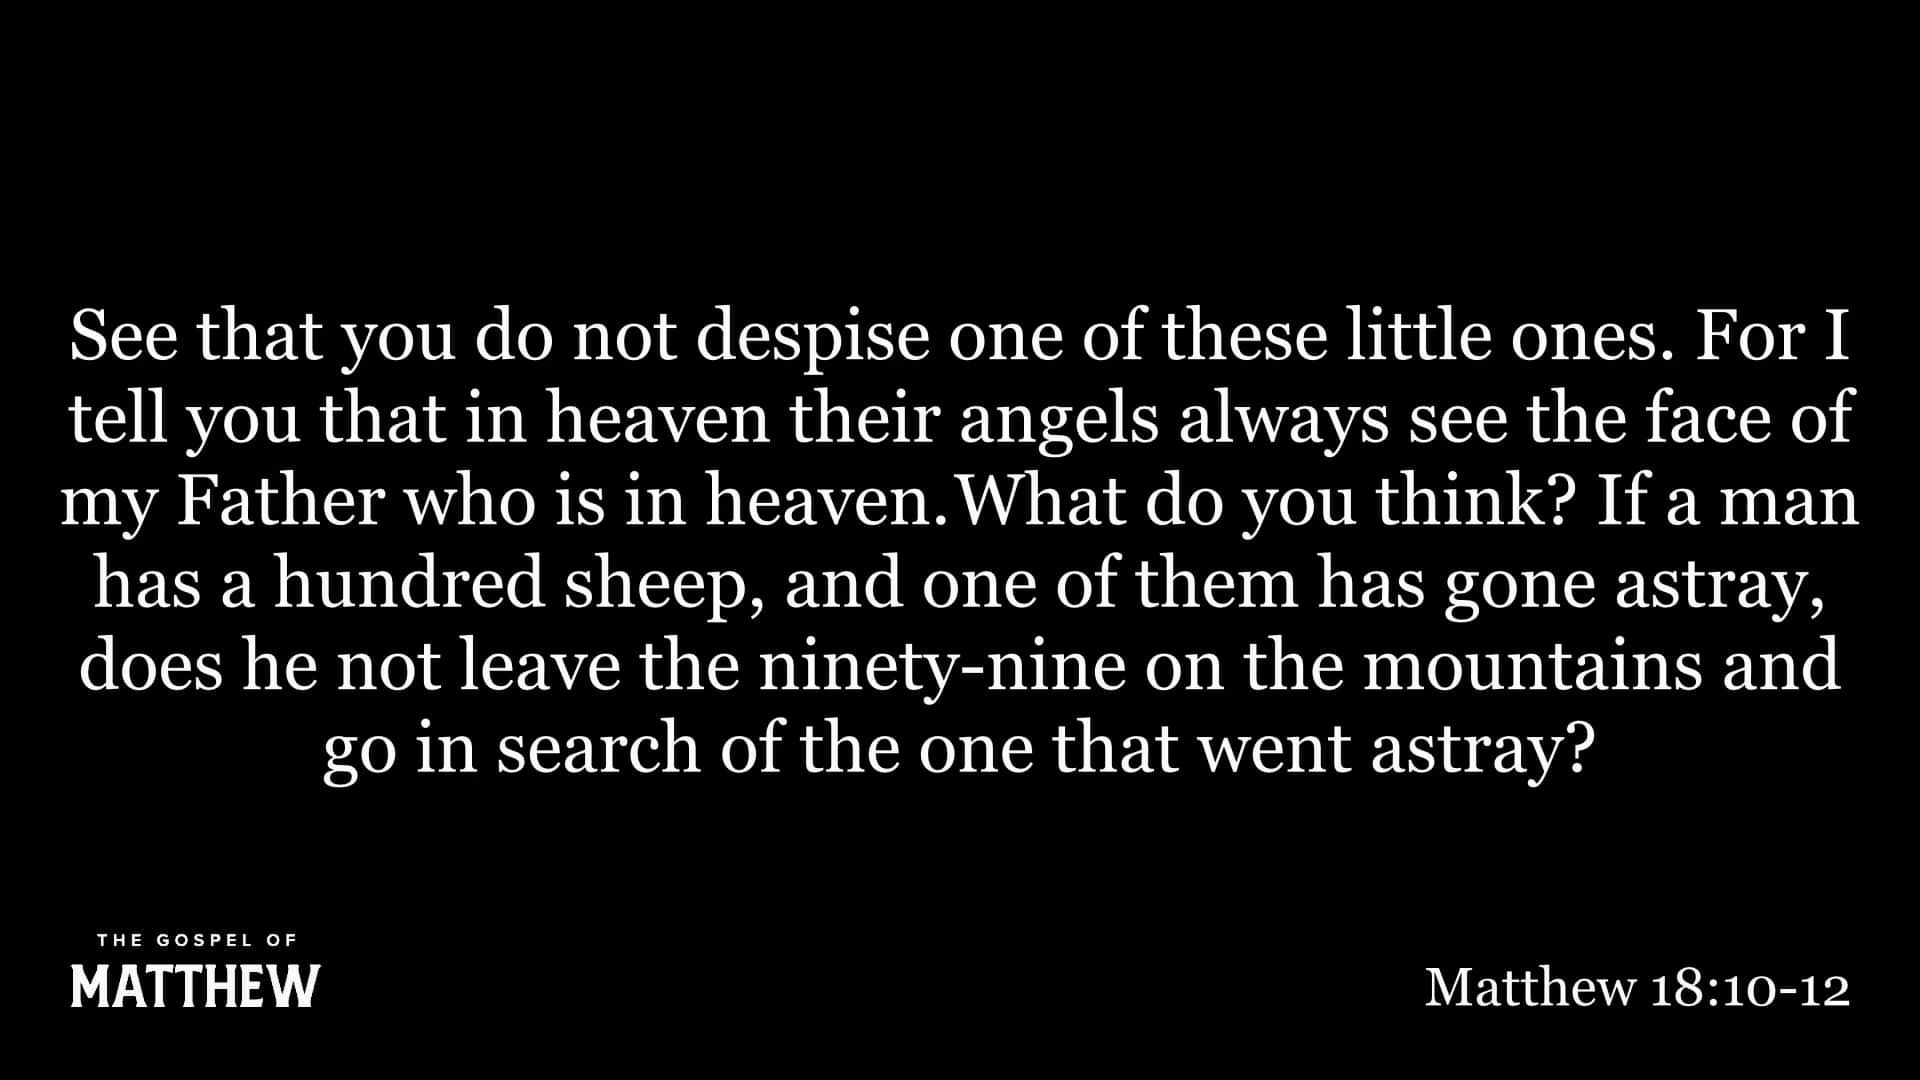 See that you do not despise one of these little ones. For I
tell you that in heaven their angels always see the face of
my Father who is in heaven.What do you think? If a man
has a hundred sheep, and one of them has gone astray,
does he not leave the ninety-nine on the mountains and
go in search of the one that went astray?
THE GOSPEL OF
MATTHEW
Matthew 18:10-12